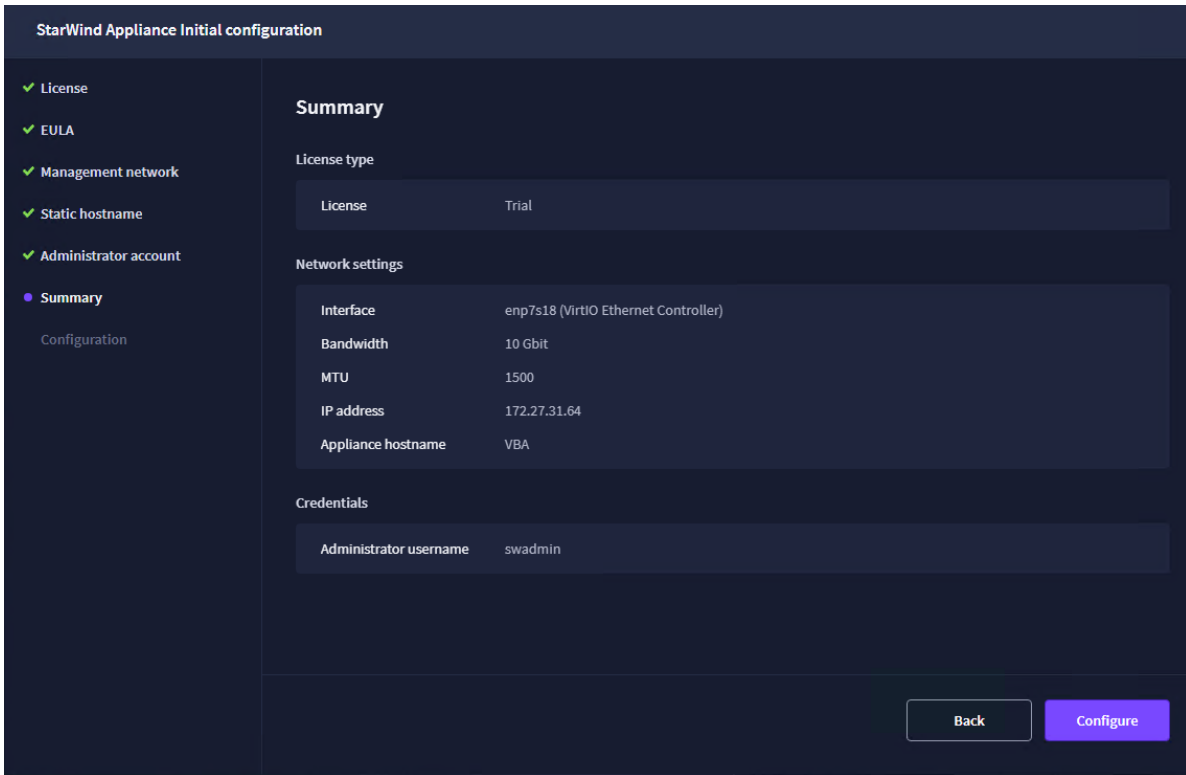 StarWind Appliance Initial configuration
License
EULA
Management network
Static hostname
Administrator account
Summary
Configuration
Summary
License type
License Trial
Network settings
Interface enp7s18 (VirtIO Ethernet Controller)
Bandwidth 10 Gbit
MTU 1500
IP address 172.27.31.64
Appliance hostname VBA
Credentials
Administrator username swadmin
Back Configure